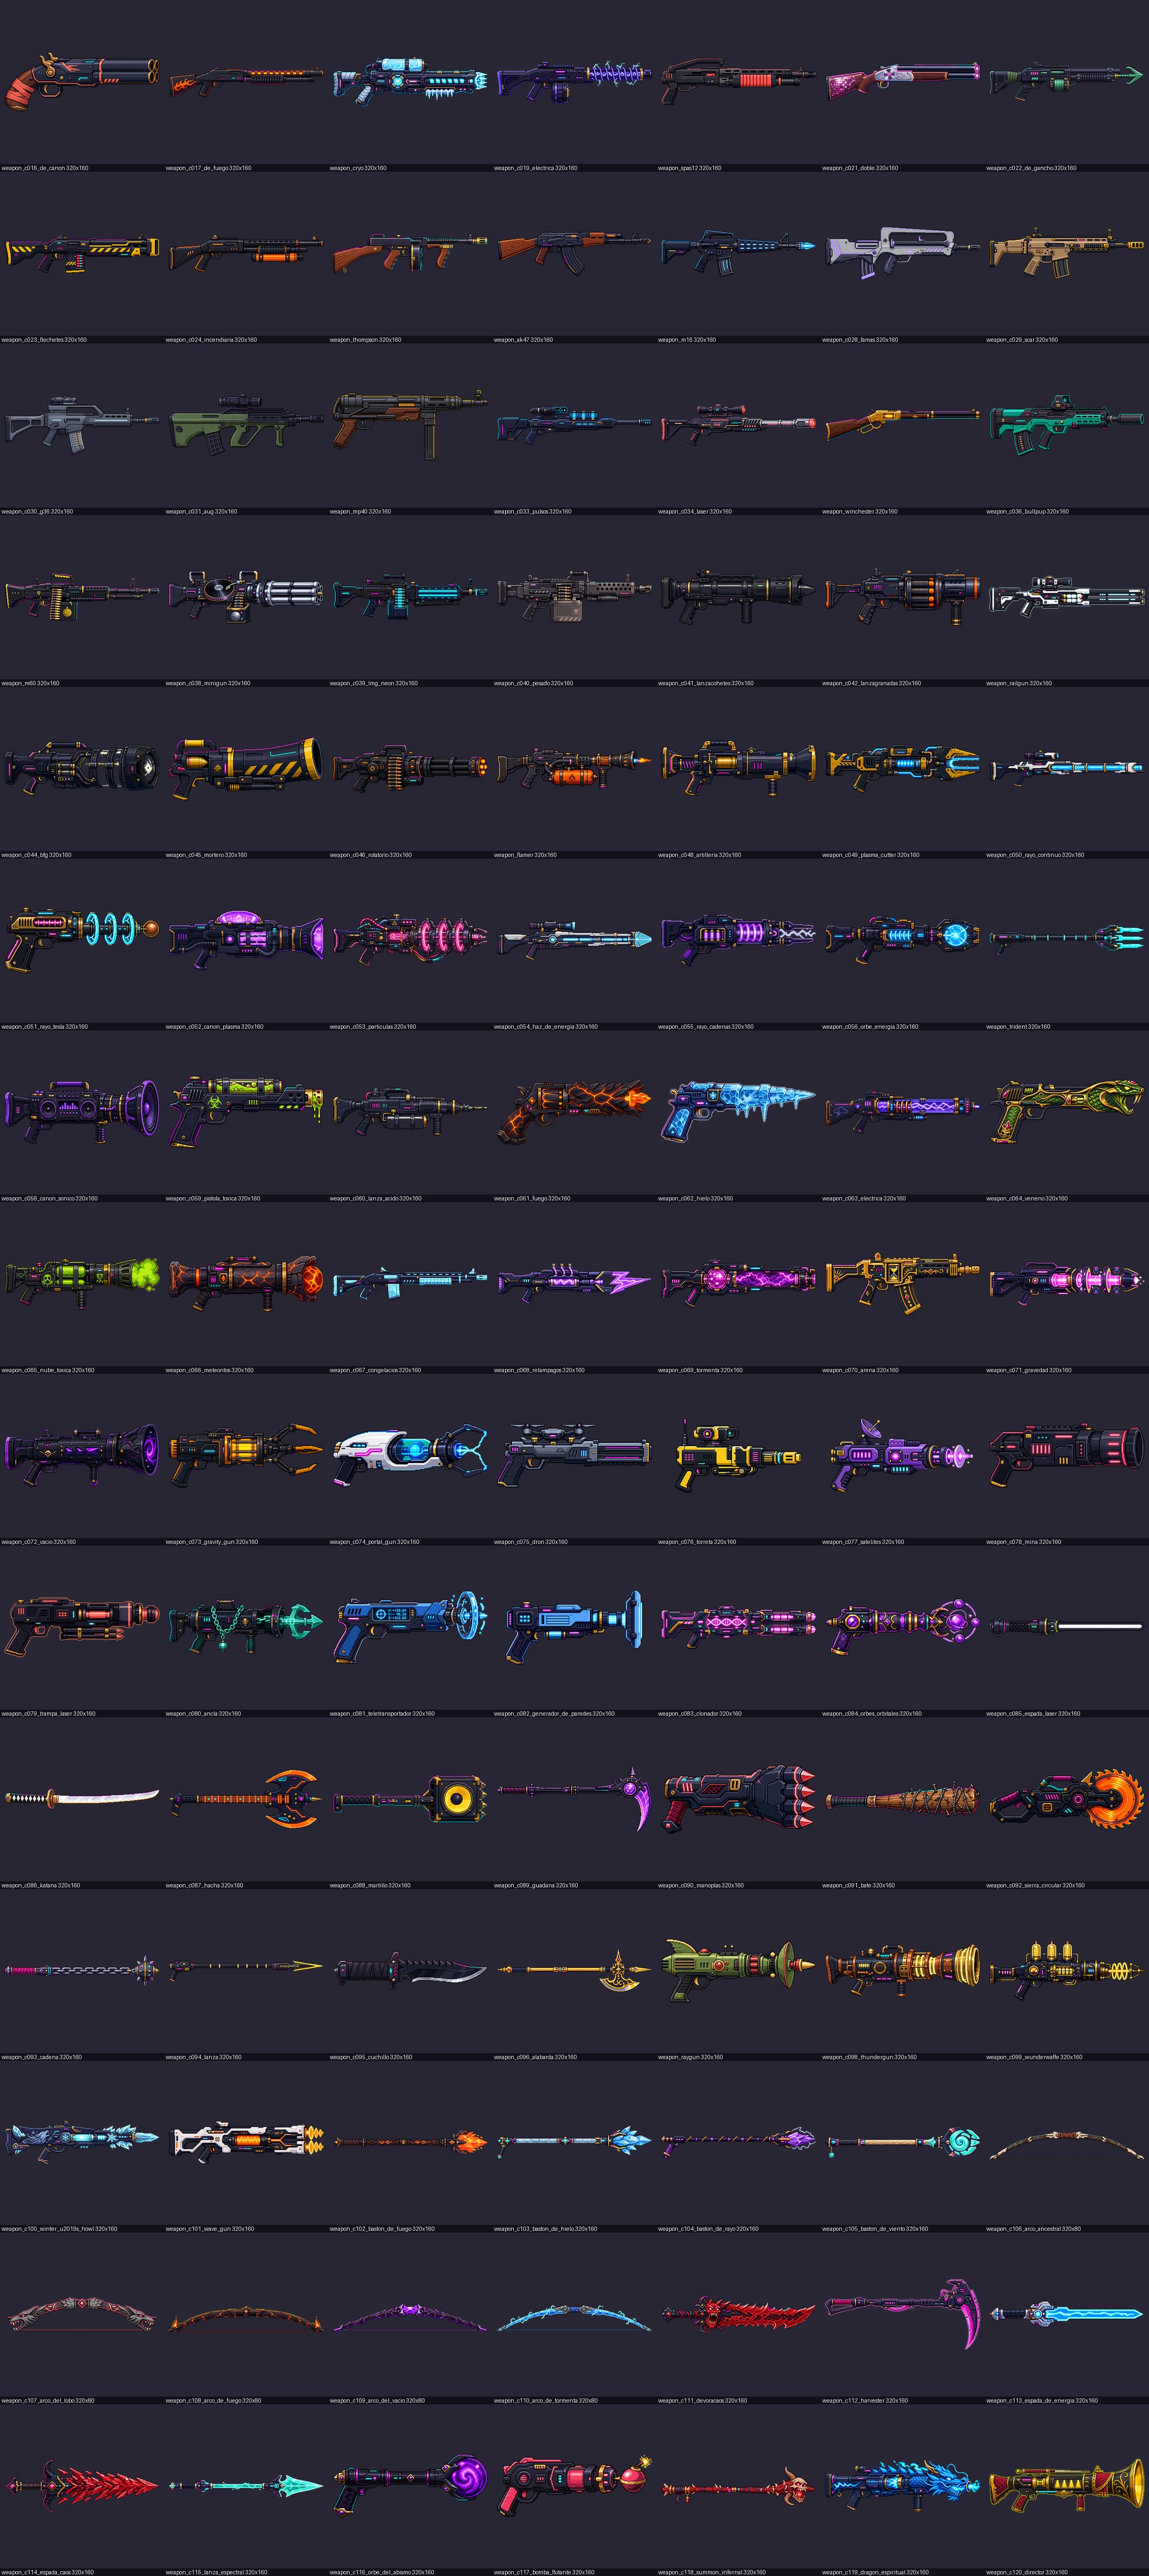 weapon_c016_de_canon 320x160
weapon_c017_de_fuego 320x160
weapon_cryo 320x160
weapon_c019_electrica 320x160
weapon_spas12 320x160
weapon_c021_doble 320x160
weapon_c022_de_gancho 320x160
weapon_c023_flechetes 320x160
weapon_c024_incendiaria 320x160
weapon_thompson 320x160
weapon_ak47 320x160
weapon_m16 320x160
weapon_c028_famas 320x160
weapon_c029_scar 320x160
weapon_c030_g36 320x160
weapon_c031_aug 320x160
weapon_mp40 320x160
weapon_c033_pulsos 320x160
weapon_c034_laser 320x160
weapon_winchester 320x160
weapon_c036_bullpup 320x160
weapon_m60 320x160
weapon_c038_minigun 320x160
weapon_c039_lmg_neon 320x160
weapon_c040_pesado 320x160
weapon_c041_lanzacohetes 320x160
weapon_c042_lanzagranadas 320x160
weapon_railgun 320x160
weapon_c044_bfg 320x160
weapon_c045_mortero 320x160
weapon_c046_rotatorio 320x160
weapon_flamer 320x160
weapon_c048_artilleria 320x160
weapon_c049_plasma_cutter 320x160
weapon_c050_rayo_continuo 320x160
weapon_c051_rayo_tesla 320x160
weapon_c052_canon_plasma 320x160
weapon_c053_particulas 320x160
weapon_c054_haz_de_energia 320x160
weapon_c055_rayo_cadenas 320x160
weapon_c056_orbe_energia 320x160
weapon_trident 320x160
weapon_c058_canon_sonico 320x160
weapon_c059_pistola_toxica 320x160
weapon_c060_lanza_acido 320x160
weapon_c061_fuego 320x160
weapon_c062_hielo 320x160
weapon_c063_electrica 320x160
weapon_c064_veneno 320x160
weapon_c065_nube_toxica 320x160
weapon_c066_meteoritos 320x160
weapon_c067_congelacios 320x160
weapon_c068_relampagos 320x160
weapon_c069_tormenta 320x160
weapon_c070_arena 320x160
weapon_c071_gravedad 320x160
weapon_c072_vacio 320x160
weapon_c073_gravity_gun 320x160
weapon_c074_portal_gun 320x160
weapon_c075_dron 320x160
weapon_c076_torreta 320x160
weapon_c077_satelites 320x160
weapon_c078_mina 320x160
weapon_c079_trampa_laser 320x160
weapon_c080_ancla 320x160
weapon_c081_teletransportador 320x160
weapon_c082_generador_de_paredes 320x160
weapon_c083_clonador 320x160
weapon_c084_orbes_orbitales 320x160
weapon_c085_espada_laser 320x160
weapon_c086_katana 320x160
weapon_c087_hacha 320x160
weapon_c088_martillo 320x160
weapon_c089_guadana 320x160
weapon_c090_manoplas 320x160
weapon_c091_bate 320x160
weapon_c092_sierra_circular 320x160
weapon_c093_cadena 320x160
weapon_c094_lanza 320x160
weapon_c095_cuchillo 320x160
weapon_c096_alabarda 320x160
weapon_raygun 320x160
weapon_c098_thundergun 320x160
weapon_c099_wunderwaffe 320x160
weapon_c100_winter_u2019s_howl 320x160
weapon_c101_wave_gun 320x160
weapon_c102_baston_de_fuego 320x160
weapon_c103_baston_de_hielo 320x160
weapon_c104_baston_de_rayo 320x160
weapon_c105_baston_de_viento 320x160
weapon_c106_arco_ancestral 320x80
weapon_c107_arco_del_lobo 320x80
weapon_c108_arco_de_fuego 320x80
weapon_c109_arco_del_vacio 320x80
weapon_c110_arco_de_tormenta 320x80
weapon_c111_devoracaos 320x160
weapon_c112_harvester 320x160
weapon_c113_espada_de_energia 320x160
weapon_c114_espada_caos 320x160
weapon_c115_lanza_espectral 320x160
weapon_c116_orbe_del_abismo 320x160
weapon_c117_bomba_flotante 320x160
weapon_c118_summon_infernal 320x160
weapon_c119_dragon_espiritual 320x160
weapon_c120_director 320x160